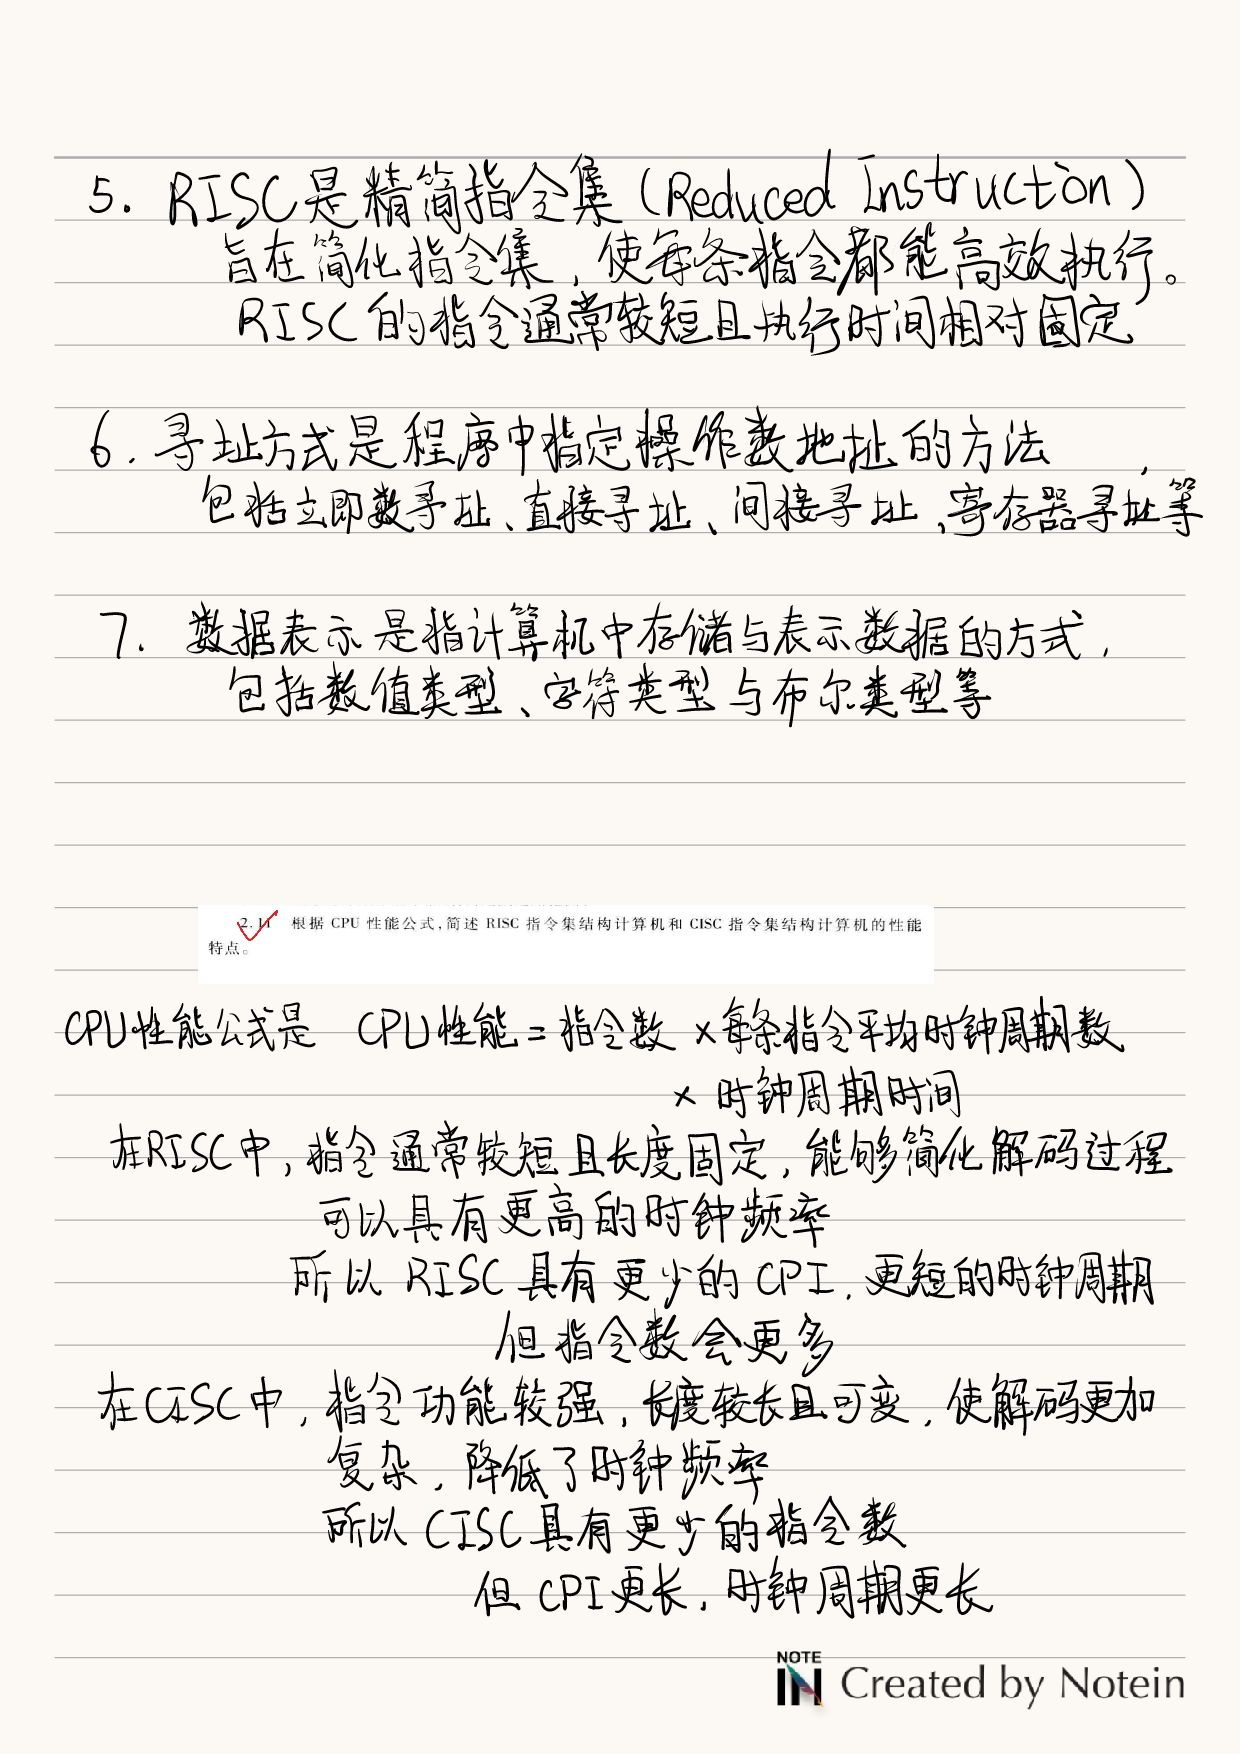 5. RISC是精简指令集(Reduced Instruction)
旨在简化指令集，使每条指令都能高效执行。
RISC的指令通常较短且执行时间相对固定
6. 寻址方式是程序中指定操作数地址的方法，
包括立即数寻址、直接寻址、间接寻址、寄存器寻址等
7. 数据表示是指计算机中存储与表示数据的方式，
包括数值类型、字符类型与布尔类型等
2.11 根据 CPU 性能公式,简述 RISC 指令集结构计算机和 CISC 指令集结构计算机的性能
特点。
CPU性能公式是 CPU性能=指令数×每条指令平均时钟周期数
×时钟周期时间
在RISC中，指令通常较短且长度固定，能够简化解码过程
可以具有更高的时钟频率
所以 RISC 具有更少的 CPI，更短的时钟周期
但指令数会更多
在CISC中，指令功能较强，长度较长且可变，使解码更加
复杂，降低了时钟频率
所以 CISC 具有更少的指令数
但 CPI更长，时钟周期更长
NOTE
IN Created by Notein